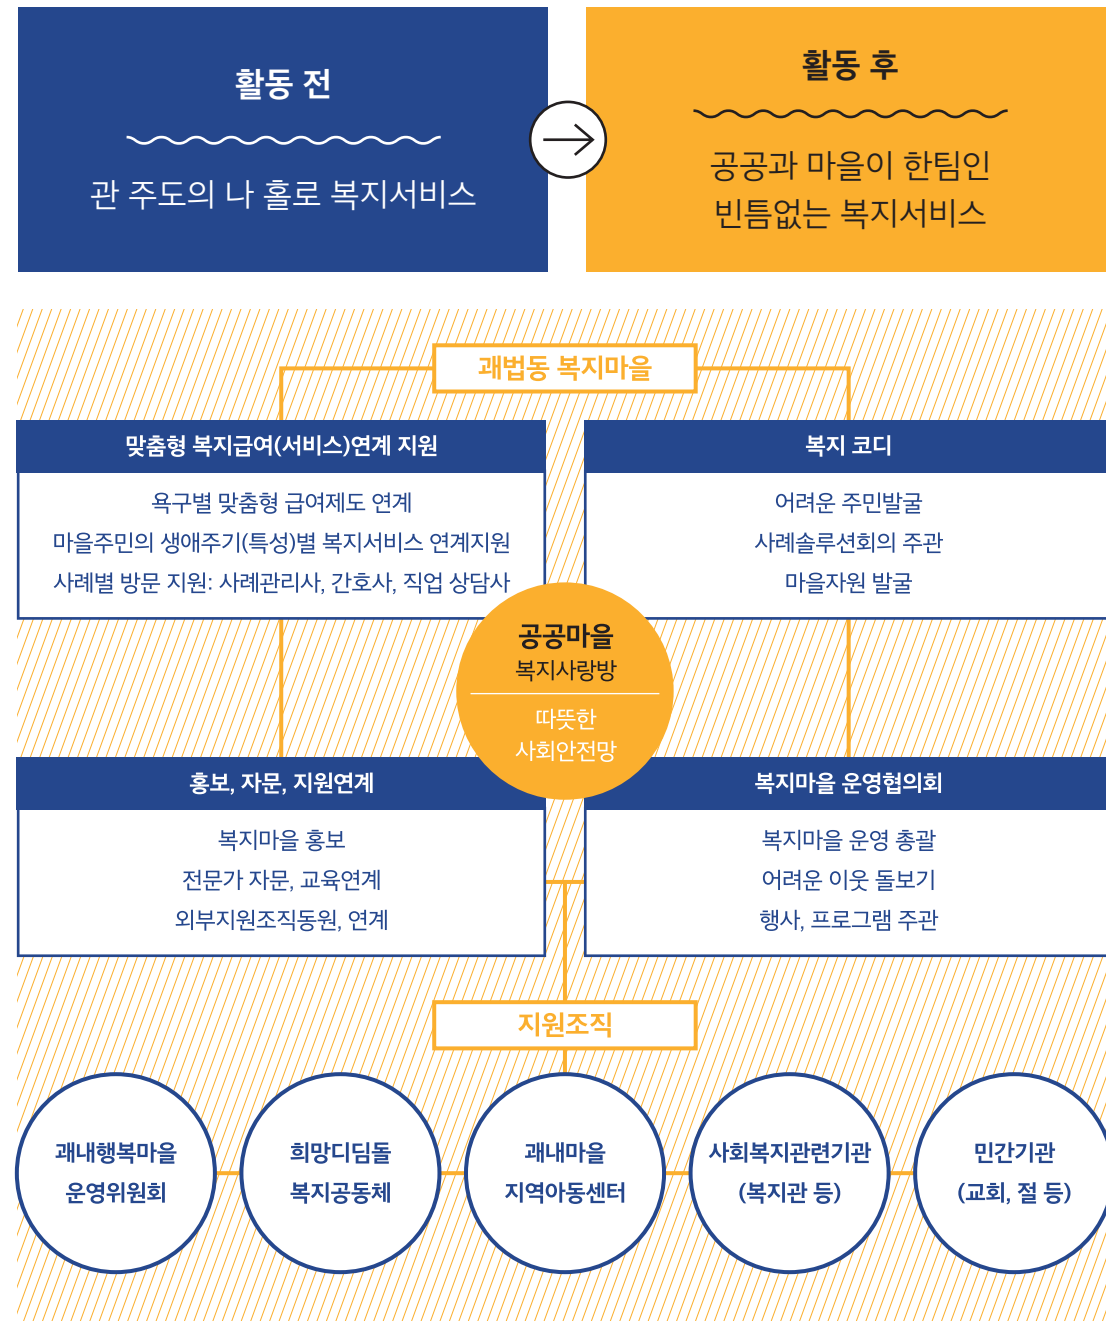 활동 전
관 주도의 나 홀로 복지서비스
활동 후
공공과 마을이 한팀인
빈틈없는 복지서비스
괘법동 복지마을
맞춤형 복지급여(서비스)연계 지원
욕구별 맞춤형 급여제도 연계
마을주민의 생애주기(특성)별 복지서비스 연계지원
사례별 방문 지원: 사례관리사, 간호사, 직업 상담사
복지 코디
어려운 주민발굴
사례솔루션회의 주관
마을자원 발굴
공공마을
복지사랑방
따뜻한
사회안전망
홍보, 자문, 지원연계
복지마을 홍보
전문가 자문, 교육연계
외부지원조직동원, 연계
복지마을 운영협의회
복지마을 운영 총괄
어려운 이웃 돌보기
행사, 프로그램 주관
지원조직
괘내행복마을
운영위원회
희망디딤돌
복지공동체
괘내마을
지역아동센터
사회복지관련기관
(복지관 등)
민간기관
(교회, 절 등)